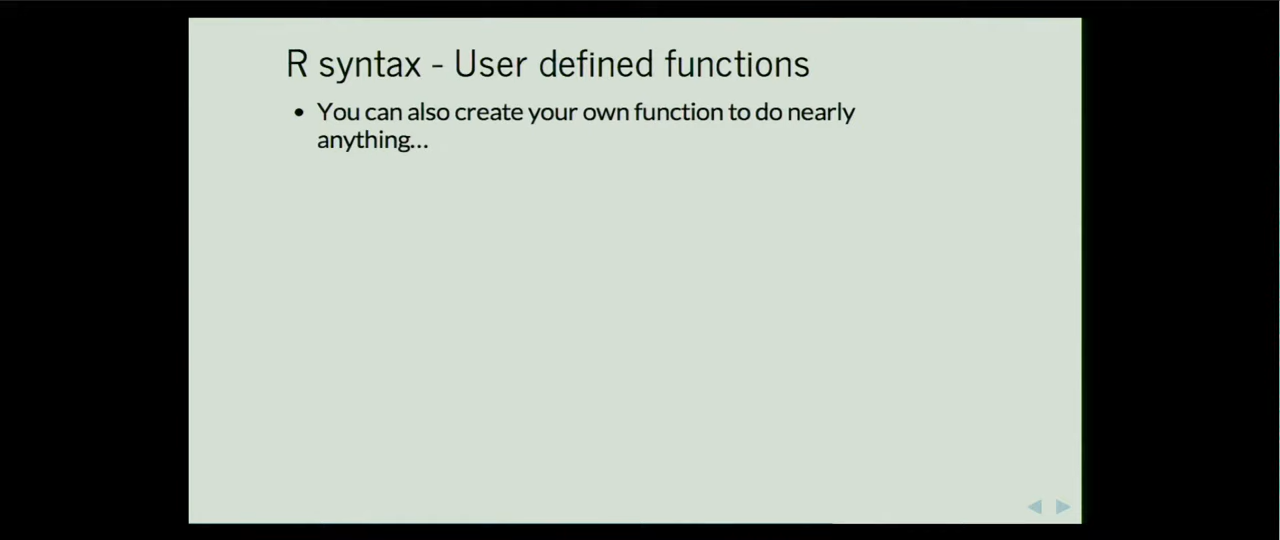 R syntax - User defined functions
• You can also create your own function to do nearly
anything...